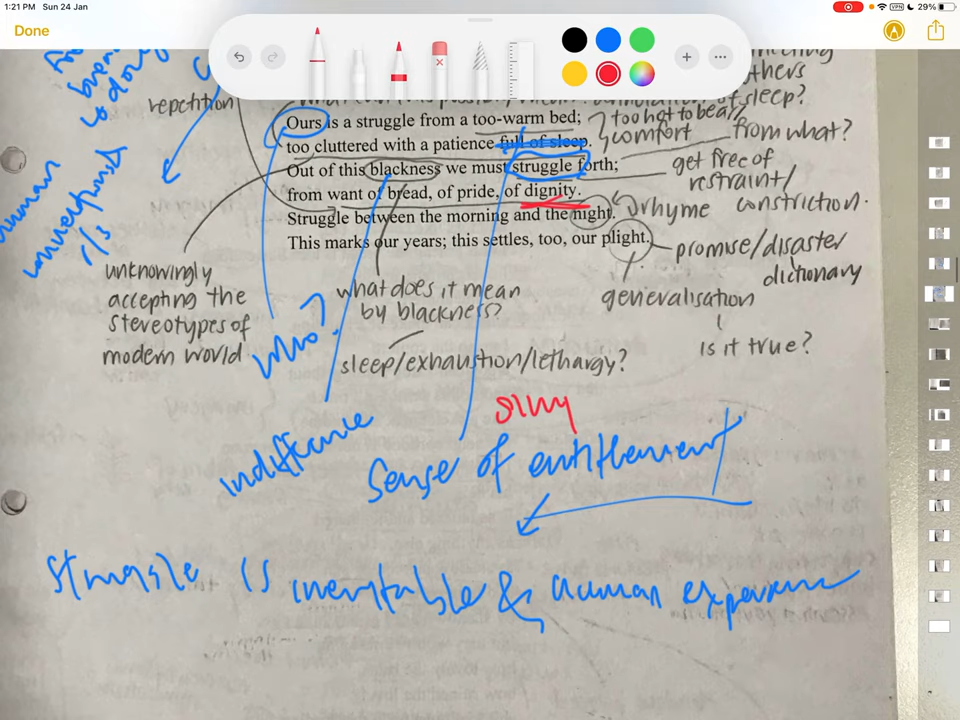 1:21 PM Sun 24 Jan
VPN 29%
Done
others
of sleep?
repetition
Ours is a struggle from a too-warm bed;
too hot to bear/
comfort
from what?
too cluttered with a patience full of sleep.
Out of this blackness we must struggle forth;
get free of
restraint/
constriction.
from want of bread, of pride, of dignity.
rhyme
Struggle between the morning and the night.
This marks our years; this settles, too, our plight.
promise/disaster
dictionary
human
unknowingly
accepting the
stereotypes of
modern world
who?
what does it mean
by blackness?
generalisation
is it true?
sleep/exhaustion/lethargy?
indiffence
Sense of entitlement
Struggle is inevitable & human experience